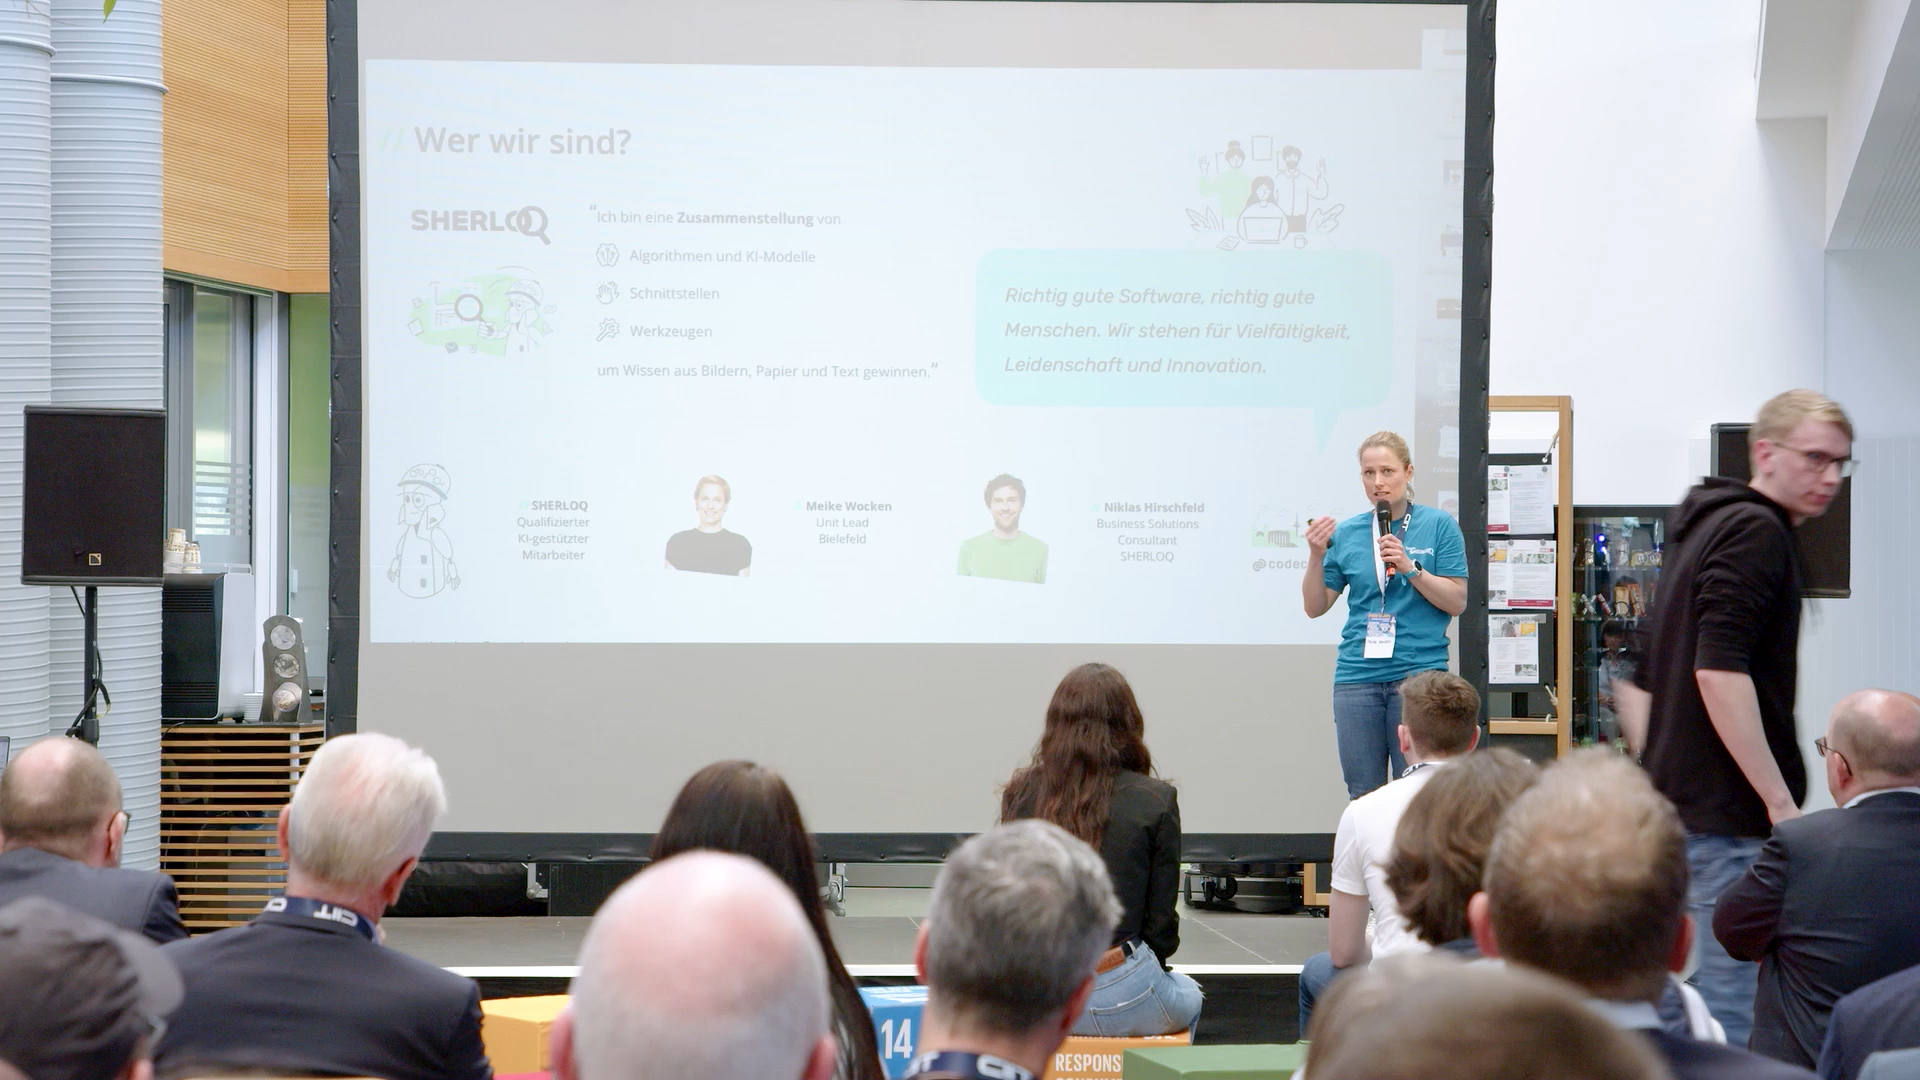 // Wer wir sind?
SHERLOQ
“Ich bin eine Zusammenstellung von
Algorithmen und KI-Modelle
Schnittstellen
Werkzeugen
um Wissen aus Bildern, Papier und Text gewinnen.“
Richtig gute Software, richtig gute
Menschen. Wir stehen für Vielfältigkeit,
Leidenschaft und Innovation.
// SHERLOQ
Qualifizierter
KI-gestützter
Mitarbeiter
// Meike Wocken
Unit Lead
Bielefeld
// Niklas Hirschfeld
Business Solutions
Consultant
SHERLOQ
codec
CIT
14
CIT
RESPONS